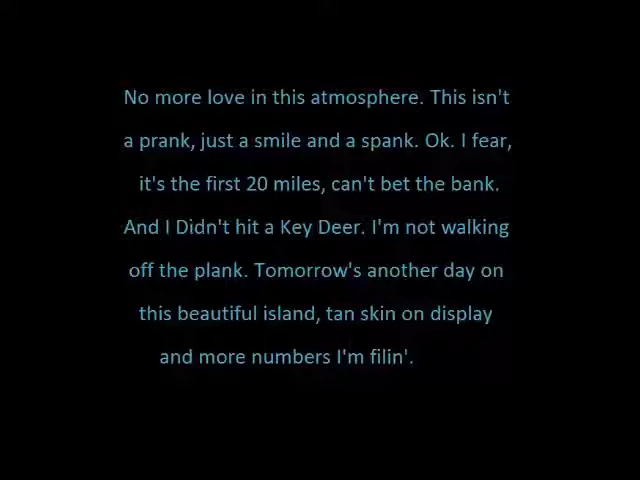 No more love in this atmosphere. This isn't
a prank, just a smile and a spank. Ok. I fear,
it's the first 20 miles, can't bet the bank.
And I Didn't hit a Key Deer. I'm not walking
off the plank. Tomorrow's another day on
this beautiful island, tan skin on display
and more numbers I'm filin'.